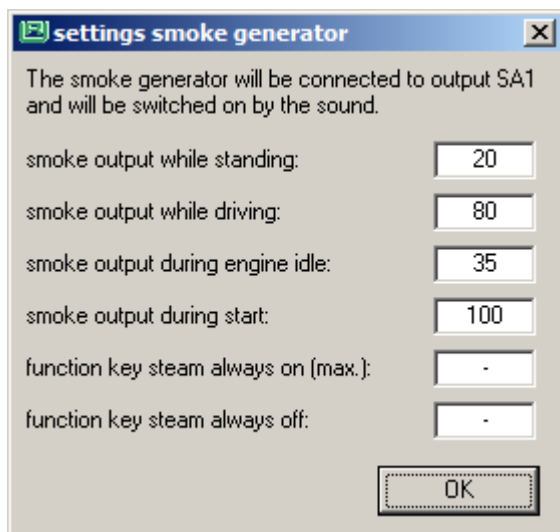 settings smoke generator
The smoke generator will be connected to output SA1
and will be switched on by the sound.
smoke output while standing: 20
smoke output while driving: 80
smoke output during engine idle: 35
smoke output during start: 100
function key steam always on (max.): -
function key steam always off: -
OK